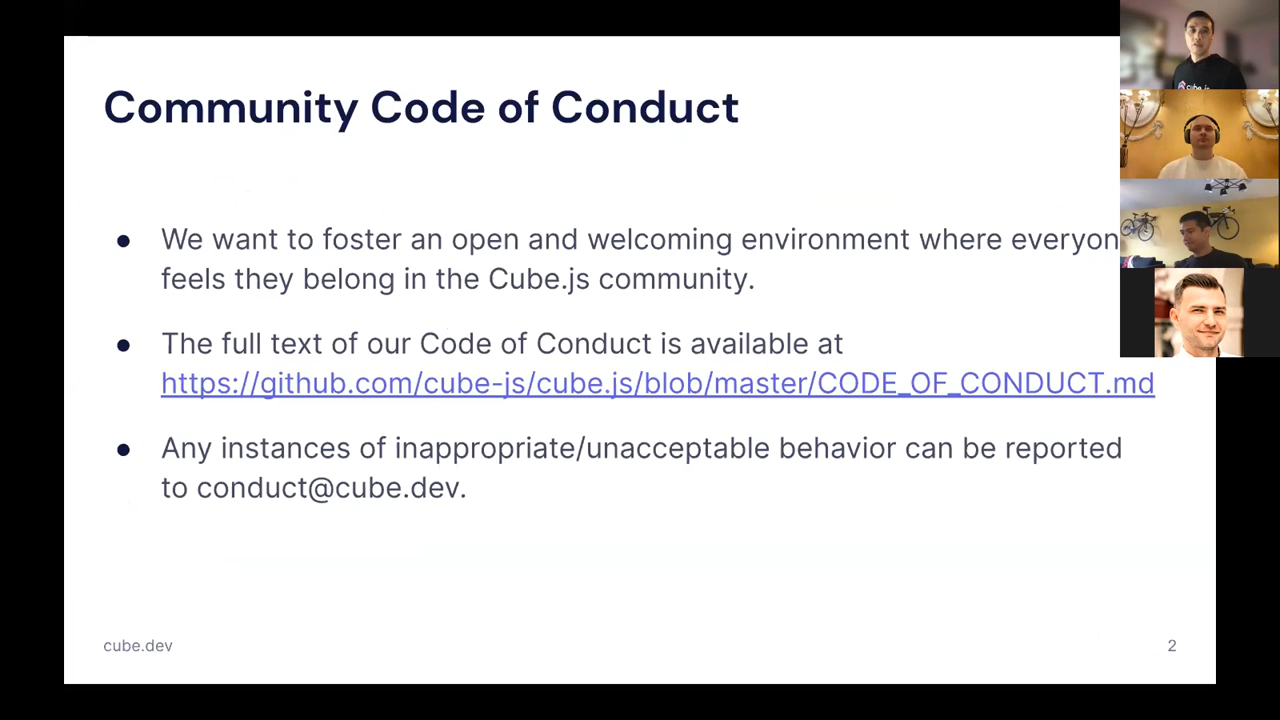 Community Code of Conduct
● We want to foster an open and welcoming environment where everyon
feels they belong in the Cube.js community.
● The full text of our Code of Conduct is available at
https://github.com/cube-js/cube.js/blob/master/CODE_OF_CONDUCT.md
● Any instances of inappropriate/unacceptable behavior can be reported
to conduct@cube.dev.
cube.dev
2